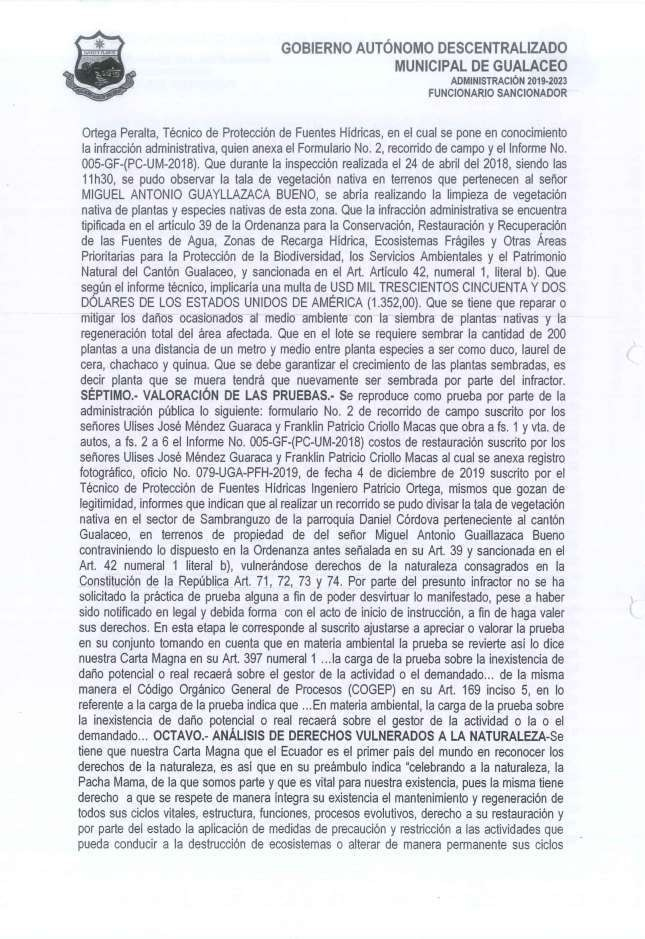 GOBIERNO AUTÓNOMO DESCENTRALIZADO
MUNICIPAL DE GUALACEO
ADMINISTRACIÓN 2019-2023
FUNCIONARIO SANCIONADOR
Ortega Peralta, Técnico de Protección de Fuentes Hídricas, en el cual se pone en conocimiento
la infracción administrativa, quien anexa el Formulario No. 2, recorrido de campo y el Informe No.
005-GF-(PC-UM-2018). Que durante la inspección realizada el 24 de abril del 2018, siendo las
11h30, se pudo observar la tala de vegetación nativa en terrenos que pertenecen al señor
MIGUEL ANTONIO GUAYLLAZACA BUENO, se abría realizando la limpieza de vegetación
nativa de plantas y especies nativas de esta zona. Que la infracción administrativa se encuentra
tipificada en el artículo 39 de la Ordenanza para la Conservación, Restauración y Recuperación
de las Fuentes de Agua, Zonas de Recarga Hídrica, Ecosistemas Frágiles y Otras Áreas
Prioritarias para la Protección de la Biodiversidad, los Servicios Ambientales y el Patrimonio
Natural del Cantón Gualaceo, y sancionada en el Art. Artículo 42, numeral 1, literal b). Que
según el informe técnico, implicaría una multa de USD MIL TRESCIENTOS CINCUENTA Y DOS
DÓLARES DE LOS ESTADOS UNIDOS DE AMÉRICA (1.352,00). Que se tiene que reparar o
mitigar los daños ocasionados al medio ambiente con la siembra de plantas nativas y la
regeneración total del área afectada. Que en el lote se requiere sembrar la cantidad de 200
plantas a una distancia de un metro y medio entre planta especies a ser como duco, laurel de
cera, chachaco y quinua. Que se debe garantizar el crecimiento de las plantas sembradas, es
decir planta que se muera tendrá que nuevamente ser sembrada por parte del infractor.
SÉPTIMO.- VALORACIÓN DE LAS PRUEBAS.- Se reproduce como prueba por parte de la
administración pública lo siguiente: formulario No. 2 de recorrido de campo suscrito por los
señores Ulises José Méndez Guaraca y Franklin Patricio Criollo Macas que obra a fs. 1 y vta. de
autos, a fs. 2 a 6 el Informe No. 005-GF-(PC-UM-2018) costos de restauración suscrito por los
señores Ulises José Méndez Guaraca y Franklin Patricio Criollo Macas al cual se anexa registro
fotográfico, oficio No. 079-UGA-PFH-2019, de fecha 4 de diciembre de 2019 suscrito por el
Técnico de Protección de Fuentes Hídricas Ingeniero Patricio Ortega, mismos que gozan de
legitimidad, informes que indican que al realizar un recorrido se pudo divisar la tala de vegetación
nativa en el sector de Sambranguzo de la parroquia Daniel Córdova perteneciente al cantón
Gualaceo, en terrenos de propiedad de del señor Miguel Antonio Guaillazaca Bueno
contraviniendo lo dispuesto en la Ordenanza antes señalada en su Art. 39 y sancionada en el
Art. 42 numeral 1 literal b), vulnerándose derechos de la naturaleza consagrados en la
Constitución de la República Art. 71, 72, 73 y 74. Por parte del presunto infractor no se ha
solicitado la práctica de prueba alguna a fin de poder desvirtuar lo manifestado, pese a haber
sido notificado en legal y debida forma con el acto de inicio de instrucción, a fin de haga valer
sus derechos. En esta etapa le corresponde al suscrito ajustarse a apreciar o valorar la prueba
en su conjunto tomando en cuenta que en materia ambiental la prueba se revierte así lo dice
nuestra Carta Magna en su Art. 397 numeral 1 ...la carga de la prueba sobre la inexistencia de
daño potencial o real recaerá sobre el gestor de la actividad o el demandado... de la misma
manera el Código Orgánico General de Procesos (COGEP) en su Art. 169 inciso 5, en lo
referente a la carga de la prueba indica que ...En materia ambiental, la carga de la prueba sobre
la inexistencia de daño potencial o real recaerá sobre el gestor de la actividad o la o el
demandado... OCTAVO.- ANÁLISIS DE DERECHOS VULNERADOS A LA NATURALEZA-Se
tiene que nuestra Carta Magna que el Ecuador es el primer país del mundo en reconocer los
derechos de la naturaleza, es así que en su preámbulo indica "celebrando a la naturaleza, la
Pacha Mama, de la que somos parte y que es vital para nuestra existencia, pues la misma tiene
derecho a que se respete de manera íntegra su existencia el mantenimiento y regeneración de
todos sus ciclos vitales, estructura, funciones, procesos evolutivos, derecho a su restauración y
por parte del estado la aplicación de medidas de precaución y restricción a las actividades que
pueda conducir a la destrucción de ecosistemas o alterar de manera permanente sus ciclos